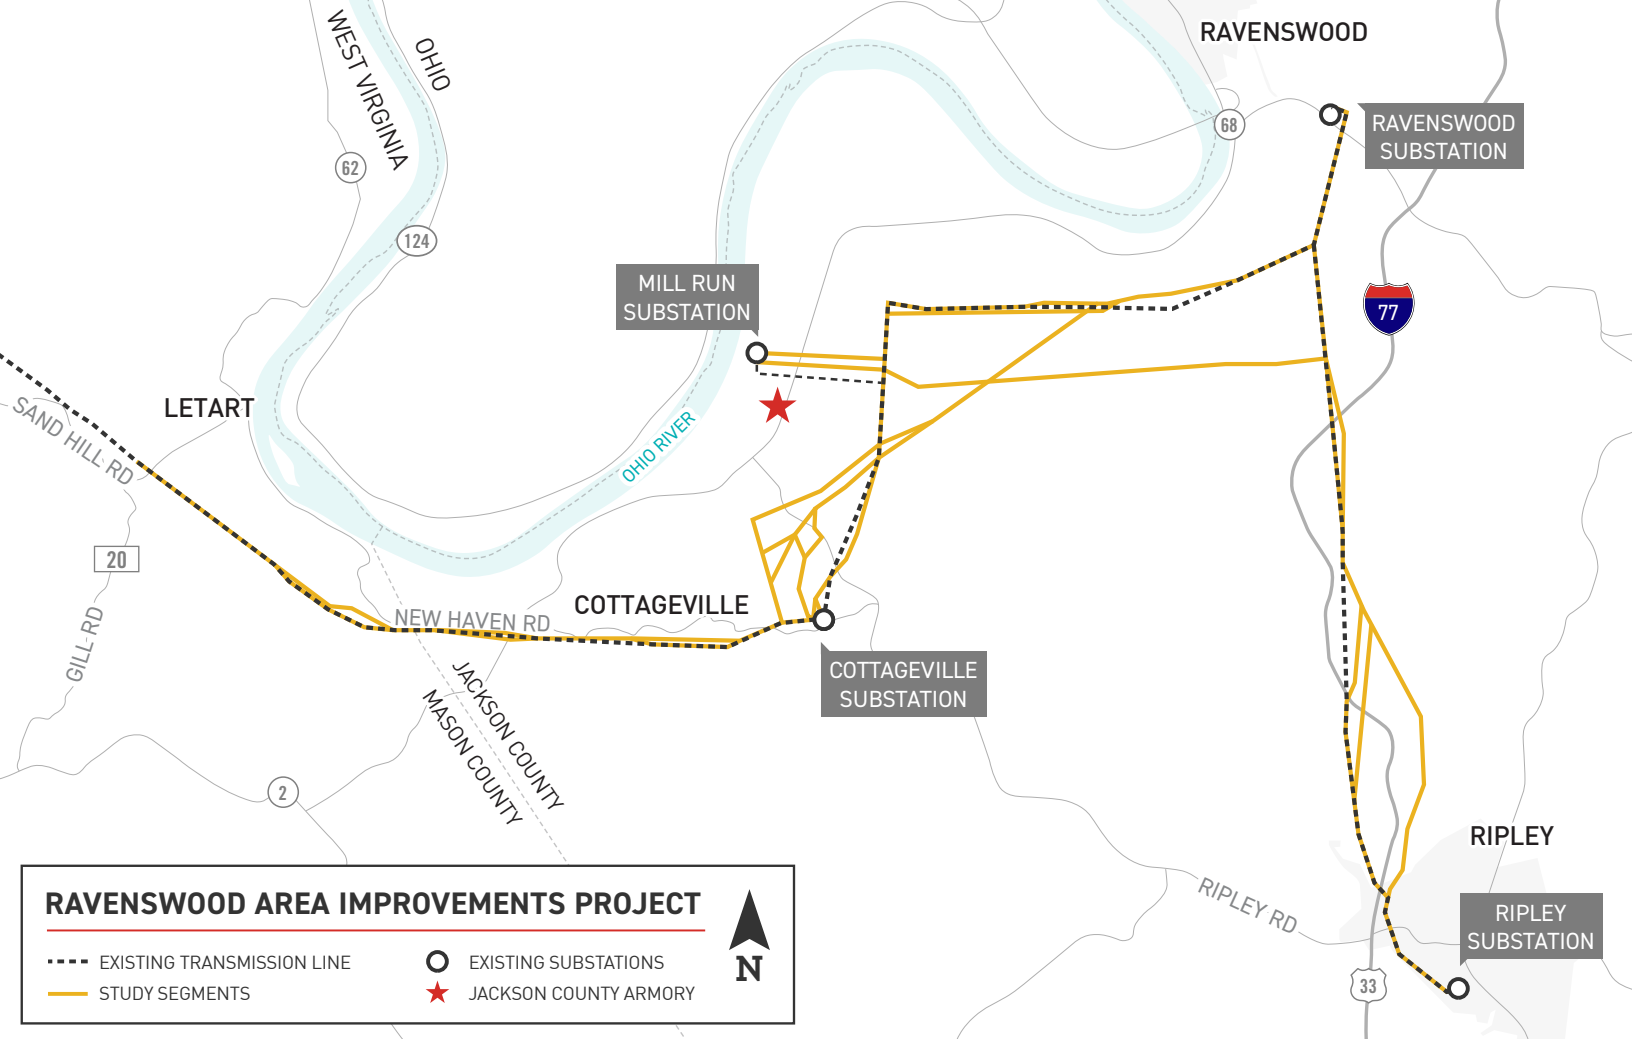 RAVENSWOOD
WEST VIRGINIA
OHIO
68
RAVENSWOOD
SUBSTATION
62
124
MILL RUN
SUBSTATION
77
LETART
SAND HILL RD
OHIO RIVER
20
GILL RD
NEW HAVEN RD
COTTAGEVILLE
COTTAGEVILLE
SUBSTATION
JACKSON COUNTY
MASON COUNTY
2
RIPLEY
RIPLEY RD
RIPLEY
SUBSTATION
33
RAVENSWOOD AREA IMPROVEMENTS PROJECT
EXISTING TRANSMISSION LINE
STUDY SEGMENTS
EXISTING SUBSTATIONS
JACKSON COUNTY ARMORY
N